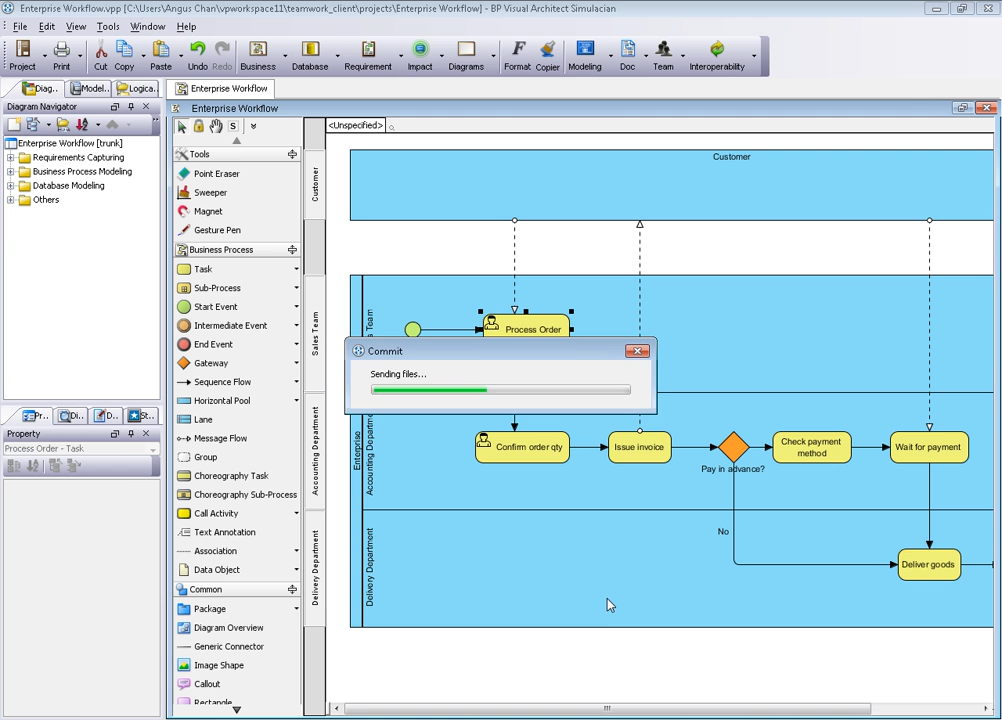 Enterprise Workflow.vpp [C:\Users\Angus Chan\vpworkspace11\teamwork_client\projects\Enterprise Workflow] - BP Visual Architect Simulacian
File Edit View Tools Window Help
Project Print Cut Copy Paste Undo Redo Business Database Requirement Impact Diagrams Format Copier Modeling Doc Team Interoperability
Diag.. Model.. Logica..
Enterprise Workflow
Diagram Navigator
Enterprise Workflow
<Unspecified>
Enterprise Workflow [trunk]
Requirements Capturing
Business Process Modeling
Database Modeling
Others
Pr.. Di.. D.. St..
Property
Process Order - Task
S
Tools
Point Eraser
Sweeper
Magnet
Gesture Pen
Business Process
Task
Sub-Process
Start Event
Intermediate Event
End Event
Gateway
Sequence Flow
Horizontal Pool
Lane
Message Flow
Group
Choreography Task
Choreography Sub-Process
Call Activity
Text Annotation
Association
Data Object
Common
Package
Diagram Overview
Generic Connector
Image Shape
Callout
Rectangle
Customer
Sales Team
Accounting Department
Delivery Department
Customer
Enterprise
s Team
Accounting Departm
Delivery Department
Process Order
Commit
Sending files...
Confirm order qty
Issue invoice
Pay in advance?
Check payment
method
Wait for payment
No
Deliver goods